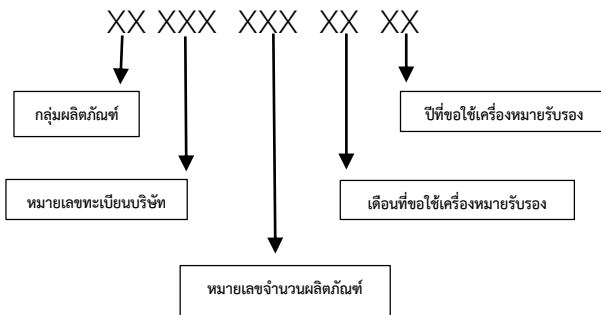 XX XXX XXX XX XX
กลุ่มผลิตภัณฑ์
ปีที่ขอใช้เครื่องหมายรับรอง
หมายเลขทะเบียนบริษัท
เดือนที่ขอใช้เครื่องหมายรับรอง
หมายเลขจำนวนผลิตภัณฑ์